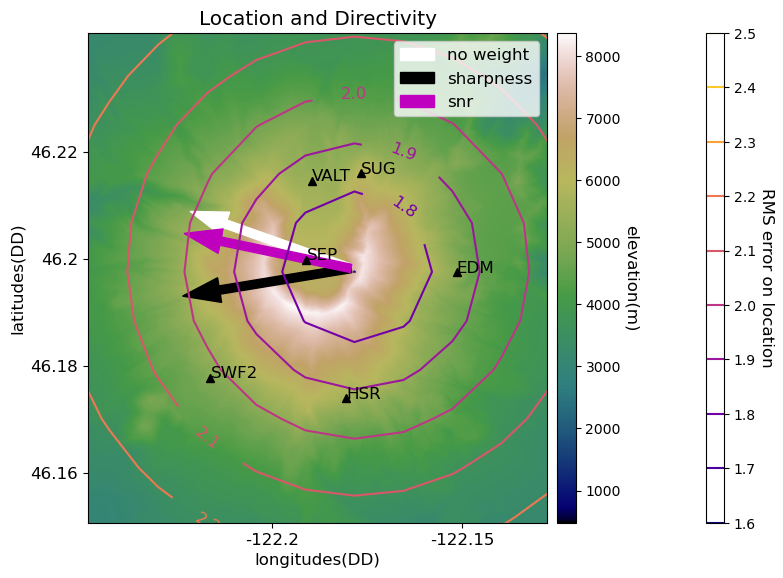 Location and Directivity
no weight
sharpness
snr
2.0
1.9
1.8
VALT
SUG
SEP
EDM
SWF2
HSR
2.1
46.22
46.2
46.18
46.16
latitudes(DD)
-122.2
-122.15
longitudes(DD)
8000
7000
6000
5000
4000
3000
2000
1000
elevation(m)
2.5
2.4
2.3
2.2
2.1
2.0
1.9
1.8
1.7
1.6
RMS error on location